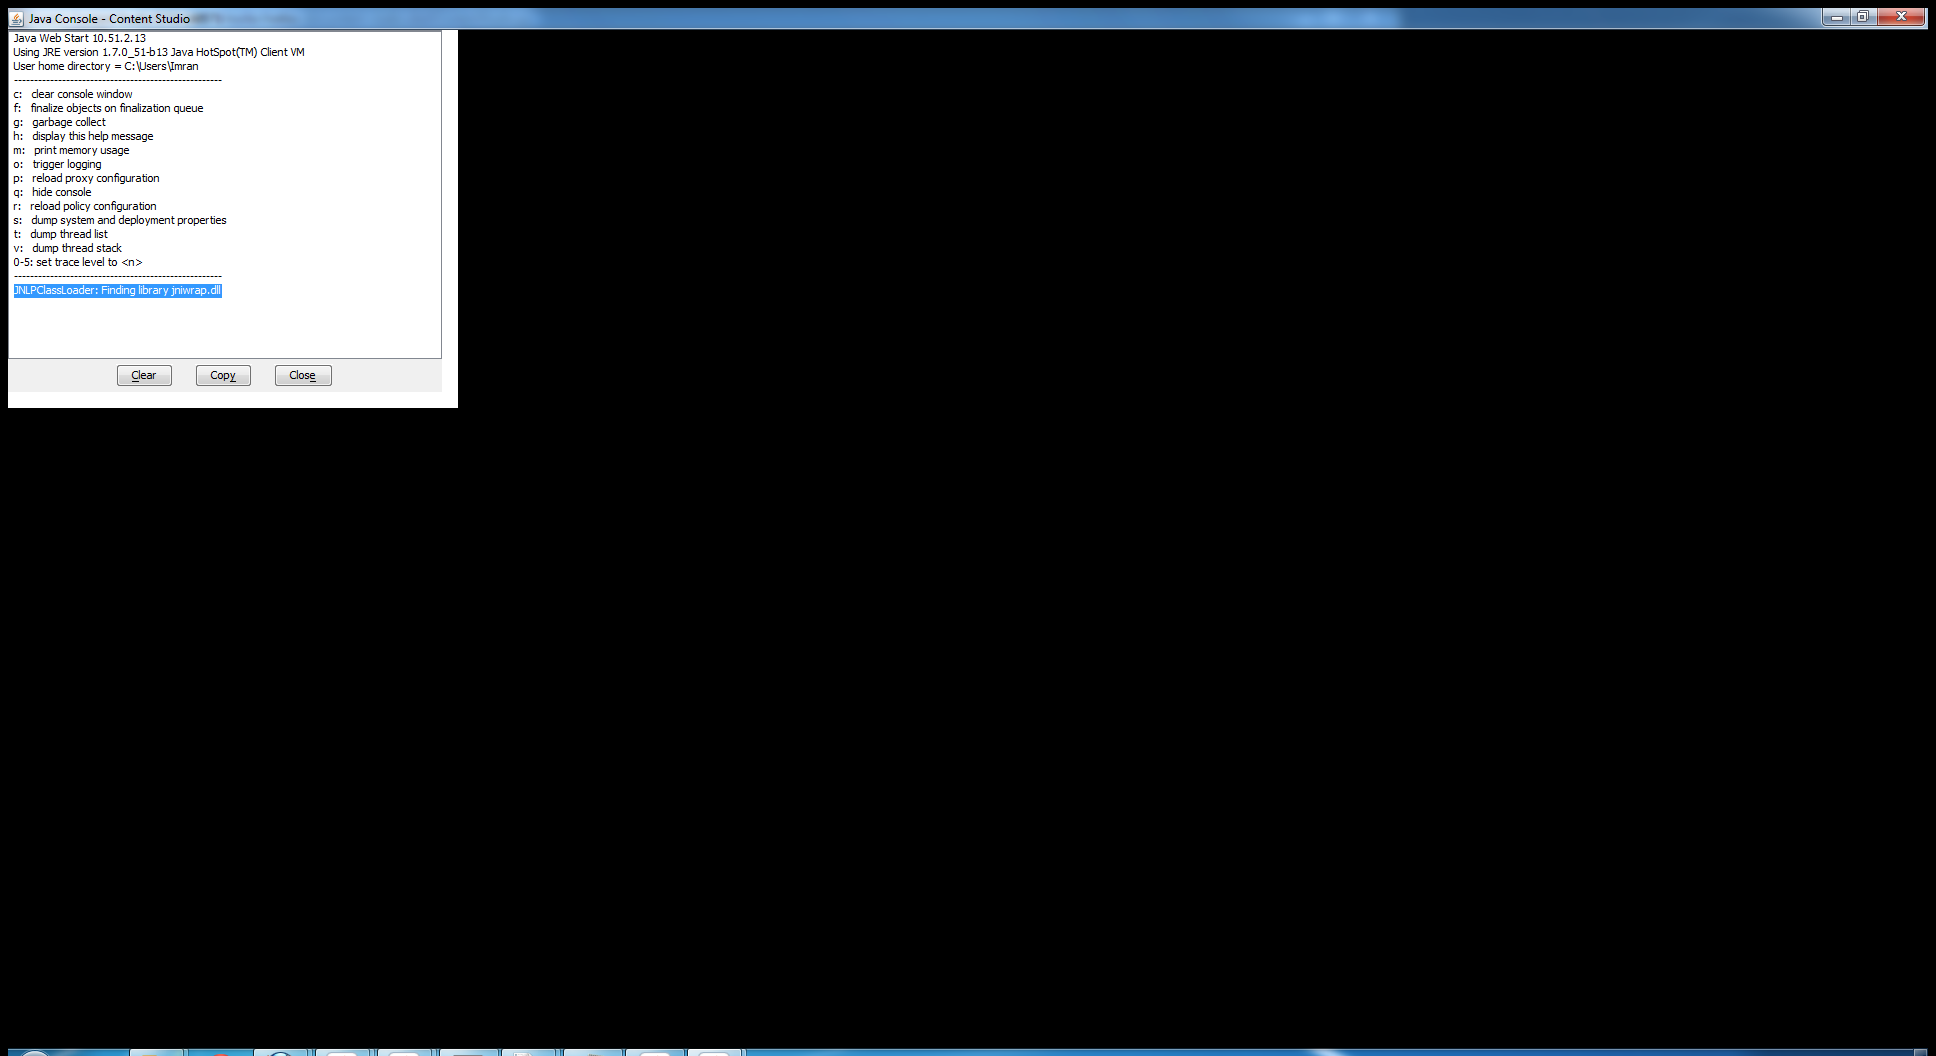 Java Console - Content Studio
Java Web Start 10.51.2.13
Using JRE version 1.7.0_51-b13 Java HotSpot(TM) Client VM
User home directory = C:\Users\Imran
----------------------------------------------------
c:   clear console window
f:   finalize objects on finalization queue
g:   garbage collect
h:   display this help message
m:   print memory usage
o:   trigger logging
p:   reload proxy configuration
q:   hide console
r:   reload policy configuration
s:   dump system and deployment properties
t:   dump thread list
v:   dump thread stack
0-5: set trace level to <n>
----------------------------------------------------
JNLPClassLoader: Finding library jniwrap.dll
Clear Copy Close